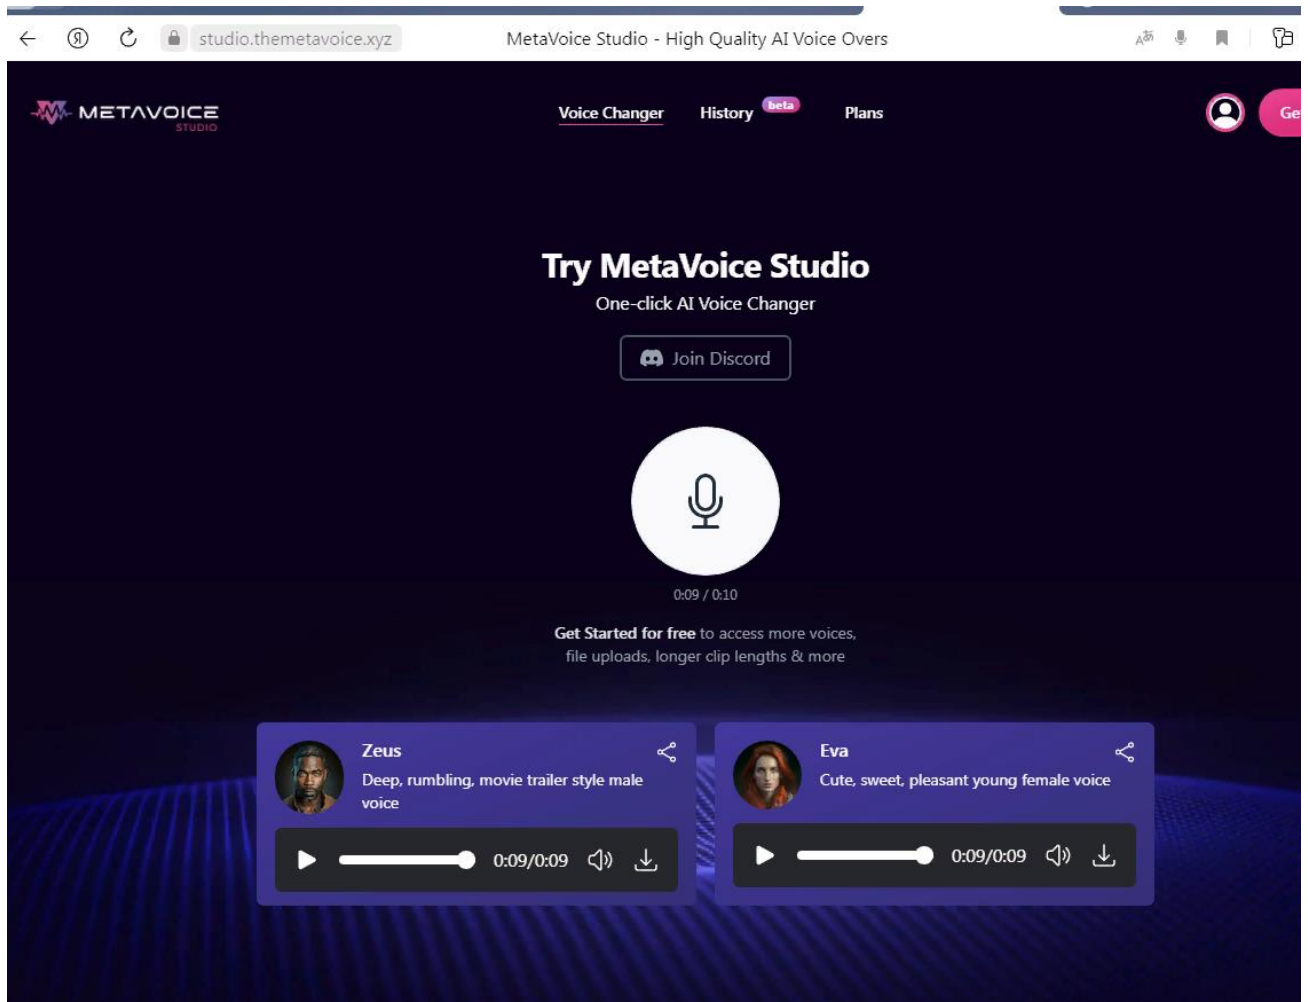 studio.themetavoice.xyz
MetaVoice Studio - High Quality AI Voice Overs
METAVOICE
STUDIO
Voice Changer
History
beta
Plans
Ge
Try MetaVoice Studio
One-click AI Voice Changer
Join Discord
0:09 / 0:10
Get Started for free to access more voices,
file uploads, longer clip lengths & more
Zeus
Deep, rumbling, movie trailer style male
voice
0:09/0:09
Eva
Cute, sweet, pleasant young female voice
0:09/0:09